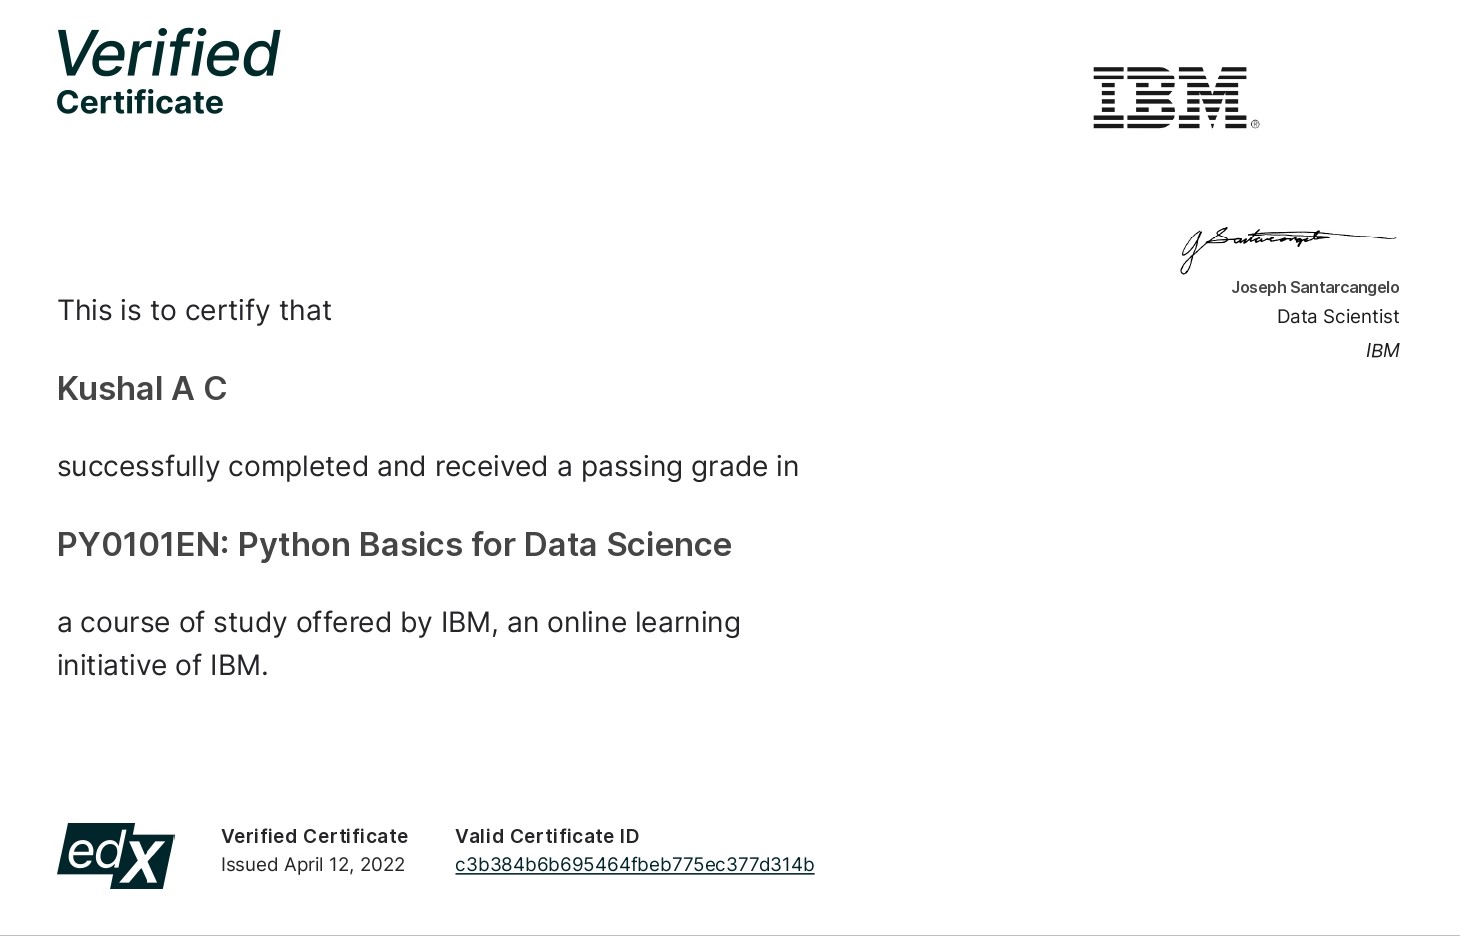 Verified
Certificate
IBM®
G Santarcangelo
Joseph Santarcangelo
Data Scientist
IBM
This is to certify that
Kushal A C
successfully completed and received a passing grade in
PY0101EN: Python Basics for Data Science
a course of study offered by IBM, an online learning
initiative of IBM.
edX
Verified Certificate
Issued April 12, 2022
Valid Certificate ID
c3b384b6b695464fbeb775ec377d314b